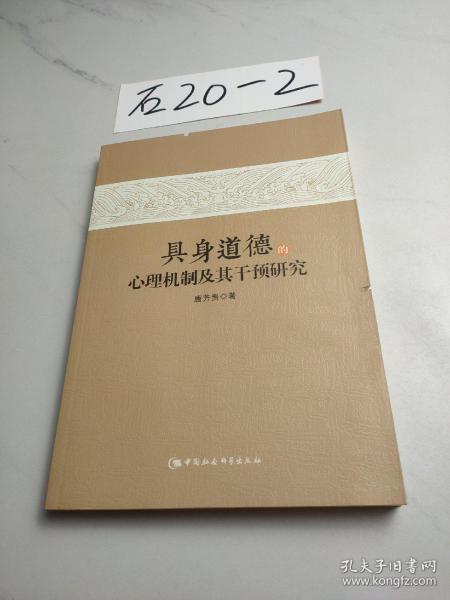 石20-2
具身道德的
心理机制及其干预研究
唐芳贵◎著
中国社会科学出版社
孔夫子旧书网
www.kongfz.com